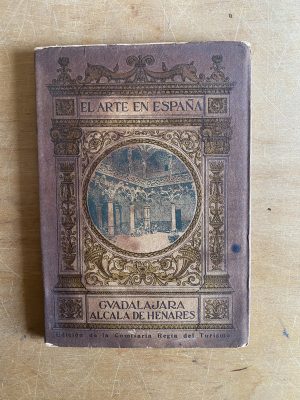 EL ARTE EN ESPAÑA
GVADALAJARA
ALCALA DE HENARES
Edición de la Comisaría Regia del Turismo